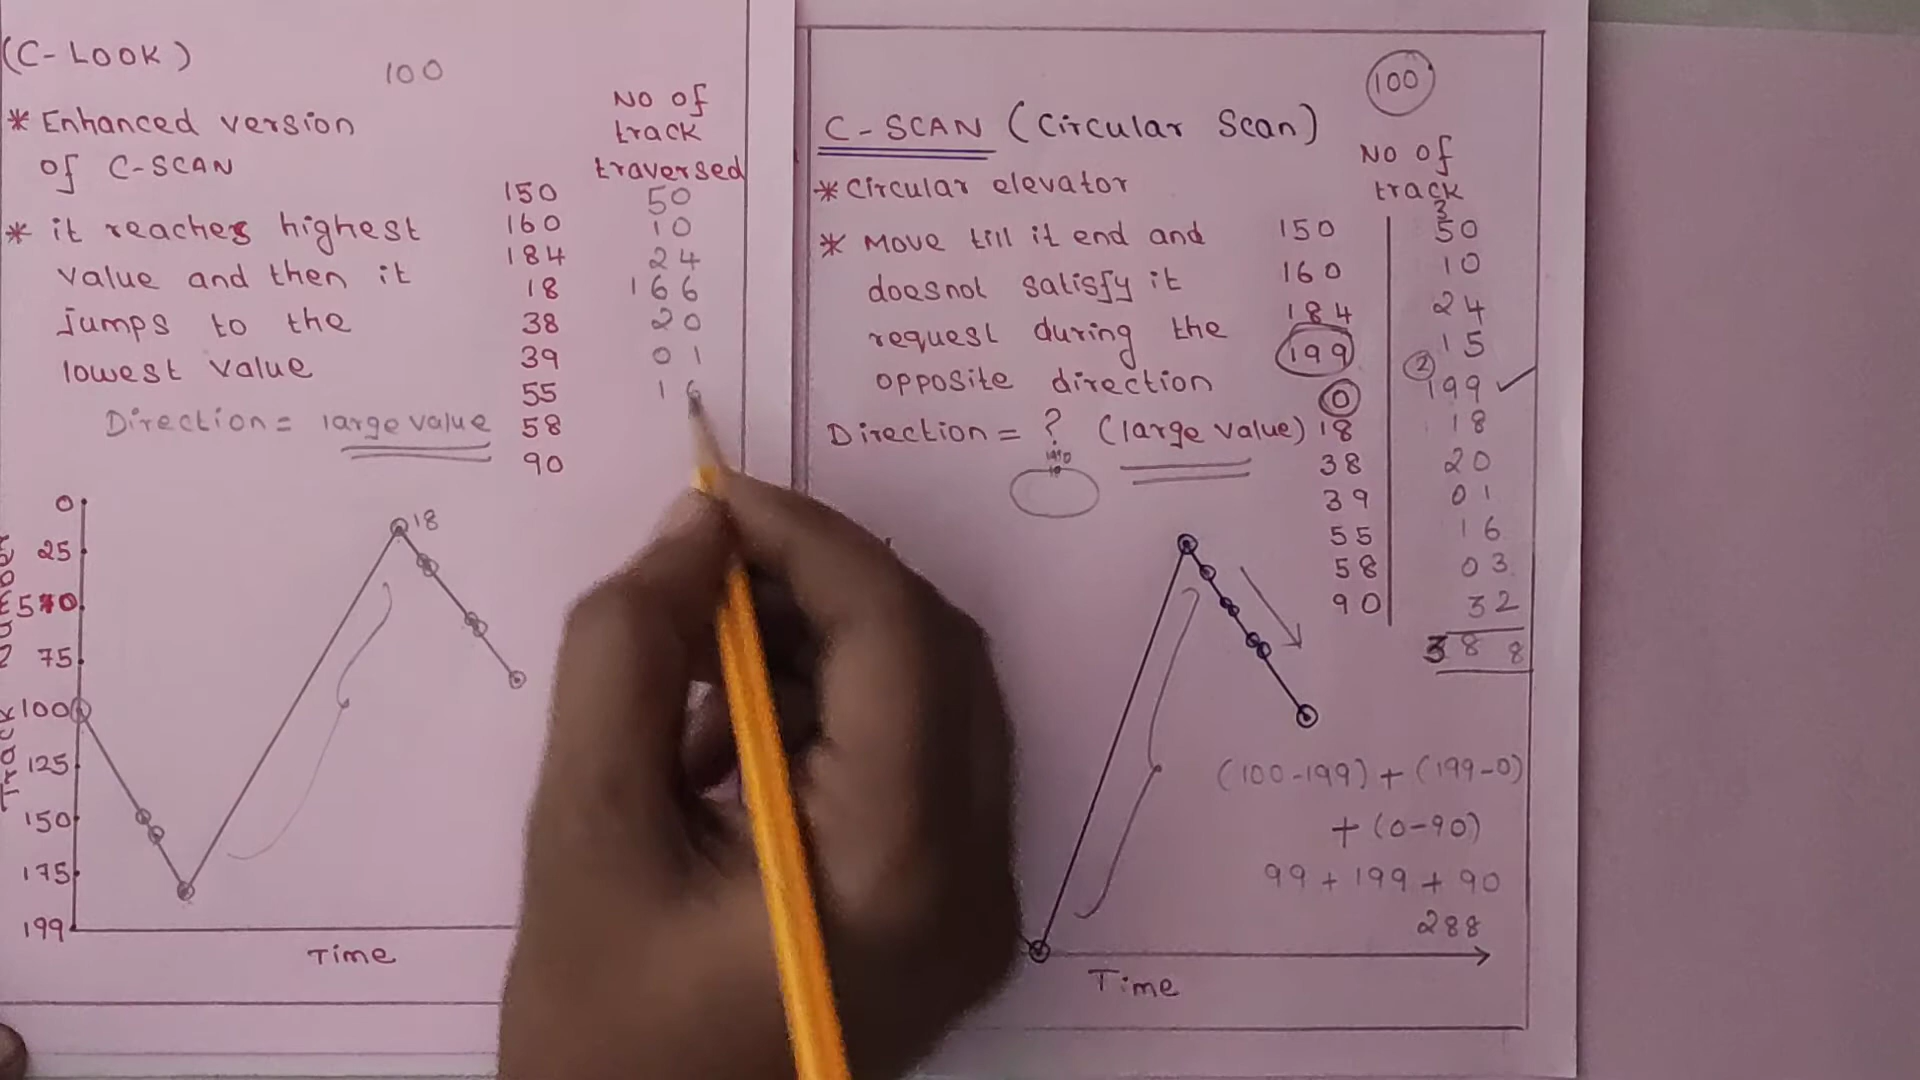 (C-LOOK)
100
* Enhanced version
of C-SCAN
* it reaches highest
value and then it
jumps to the
lowest value
Direction = large value
No of
track
traversed
150 50
160 10
184 24
18 166
20
38
39 01
55 16
58
90
0
25
50
75
100
125
150
175
199
18
Time
100
C-SCAN (Circular Scan)
* Circular elevator
* Move till it end and
doesnot satisfy it
request during the
opposite direction
Direction = ? (large value)
No of
track
3
150 50
160 10
184 24
199 15
2
0 199
18 18
38 20
39 01
55 16
58 03
90 32
388
(100-199) + (199-0)
+ (0-90)
99 + 199 + 90
288
Time